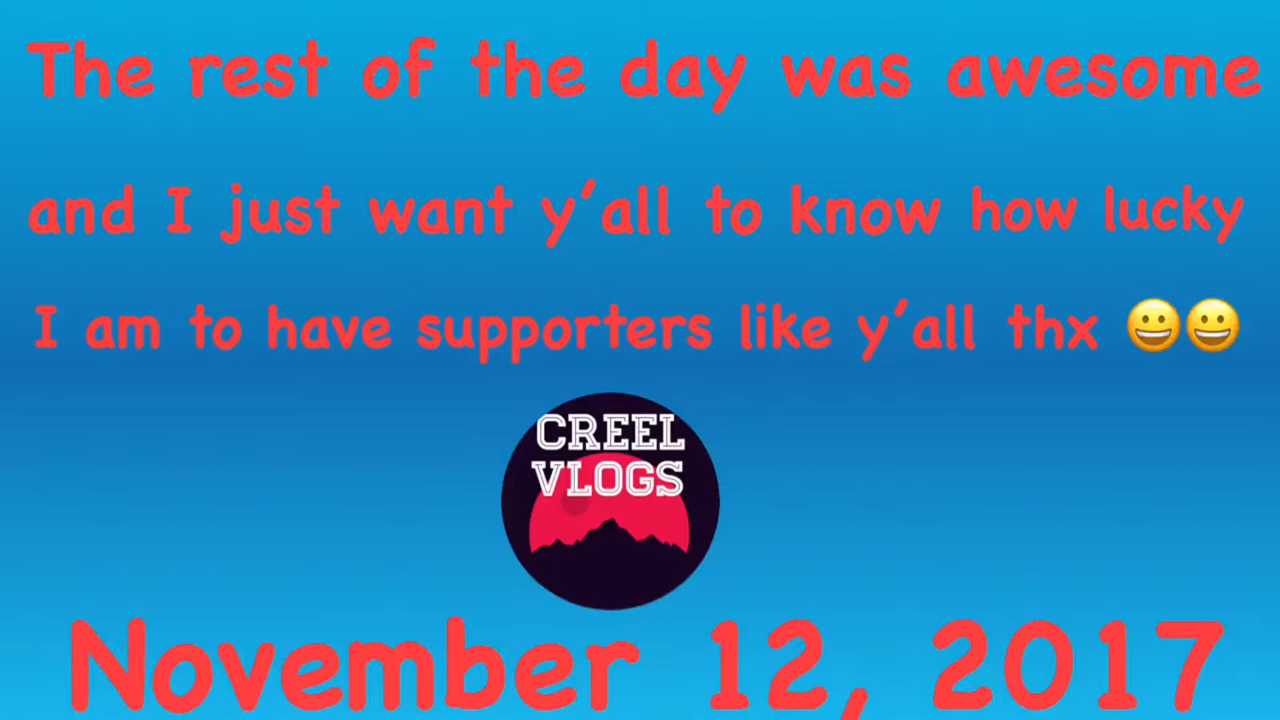 The rest of the day was awesome
and I just want y'all to know how lucky
I am to have supporters like y'all thx 😀😀
CREEL
VLOGS
November 12, 2017